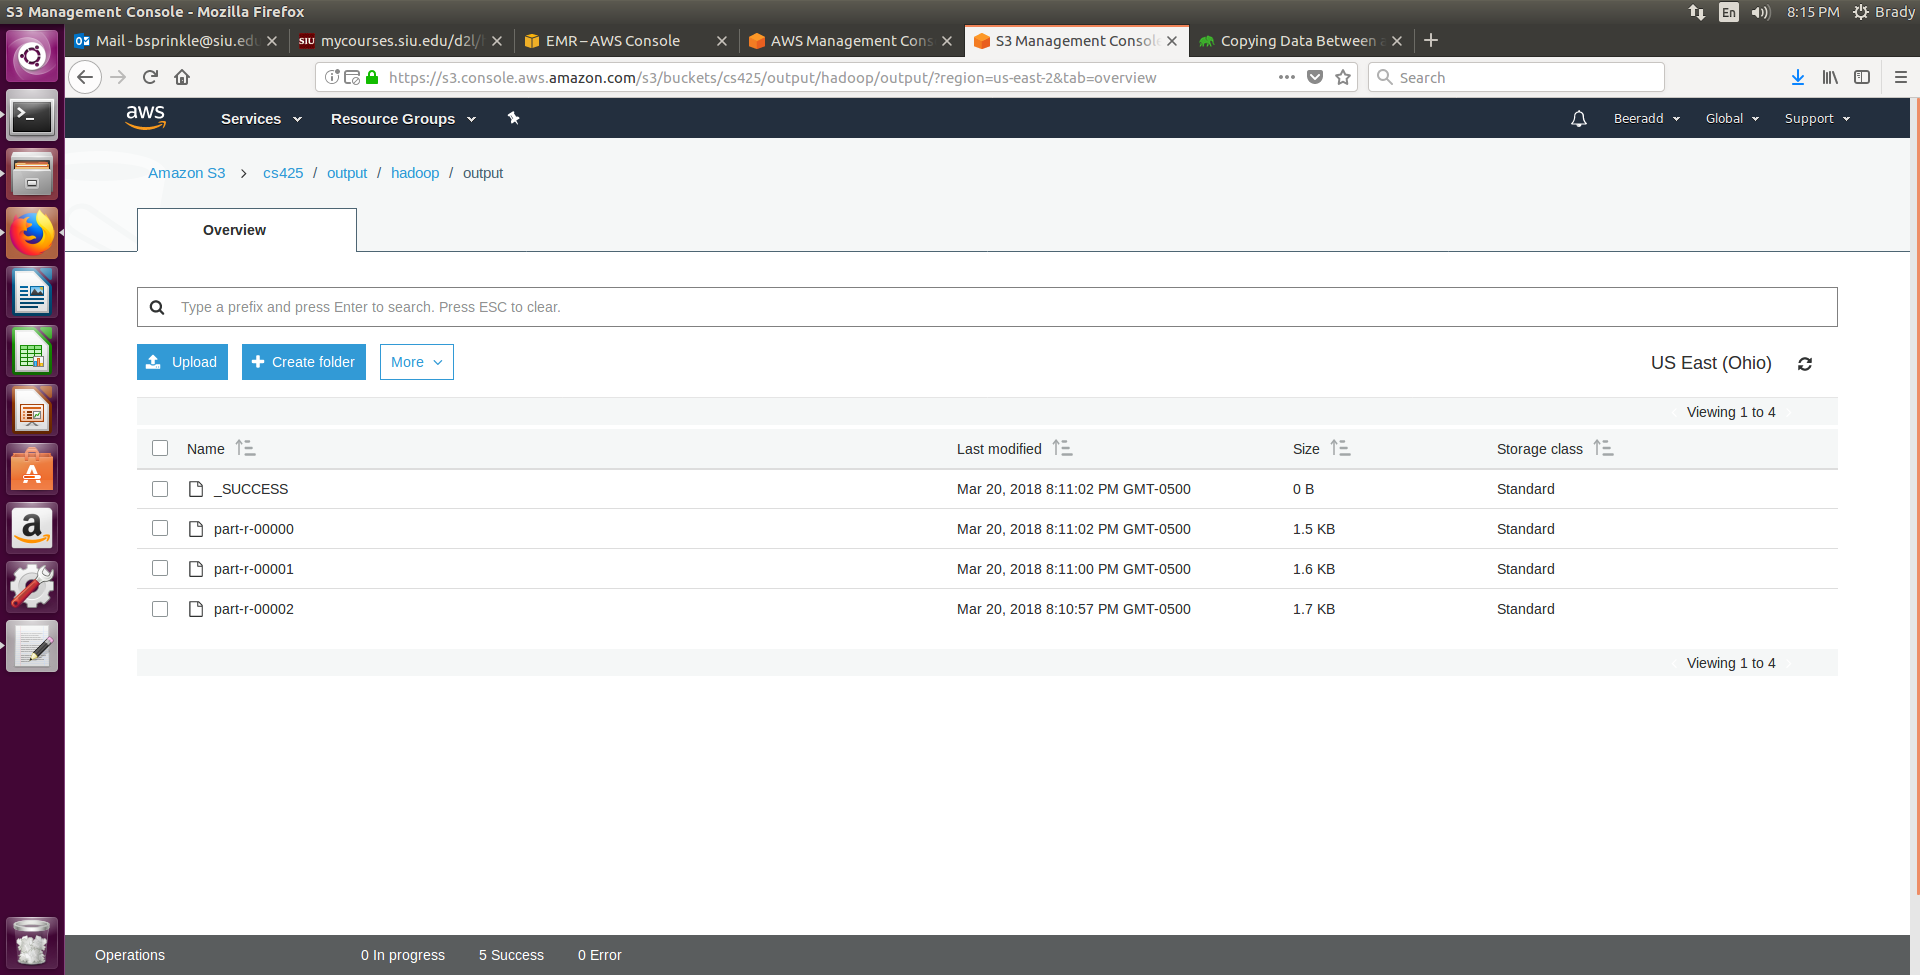 S3 Management Console - Mozilla Firefox
En
8:15 PM
Brady
Mail - bsprinkle@siu.edu
SIU mycourses.siu.edu/d2l/
EMR – AWS Console
AWS Management Cons
S3 Management Console
Copying Data Between
https://s3.console.aws.amazon.com/s3/buckets/cs425/output/hadoop/output/?region=us-east-2&tab=overview
Search
aws
Services
Resource Groups
Beeradd
Global
Support
Amazon S3 > cs425 / output / hadoop / output
Overview
Type a prefix and press Enter to search. Press ESC to clear.
Upload
Create folder
More
US East (Ohio)
Viewing 1 to 4
Name Last modified Size Storage class
_SUCCESS Mar 20, 2018 8:11:02 PM GMT-0500 0 B Standard
part-r-00000 Mar 20, 2018 8:11:02 PM GMT-0500 1.5 KB Standard
part-r-00001 Mar 20, 2018 8:11:00 PM GMT-0500 1.6 KB Standard
part-r-00002 Mar 20, 2018 8:10:57 PM GMT-0500 1.7 KB Standard
Viewing 1 to 4
Operations 0 In progress 5 Success 0 Error